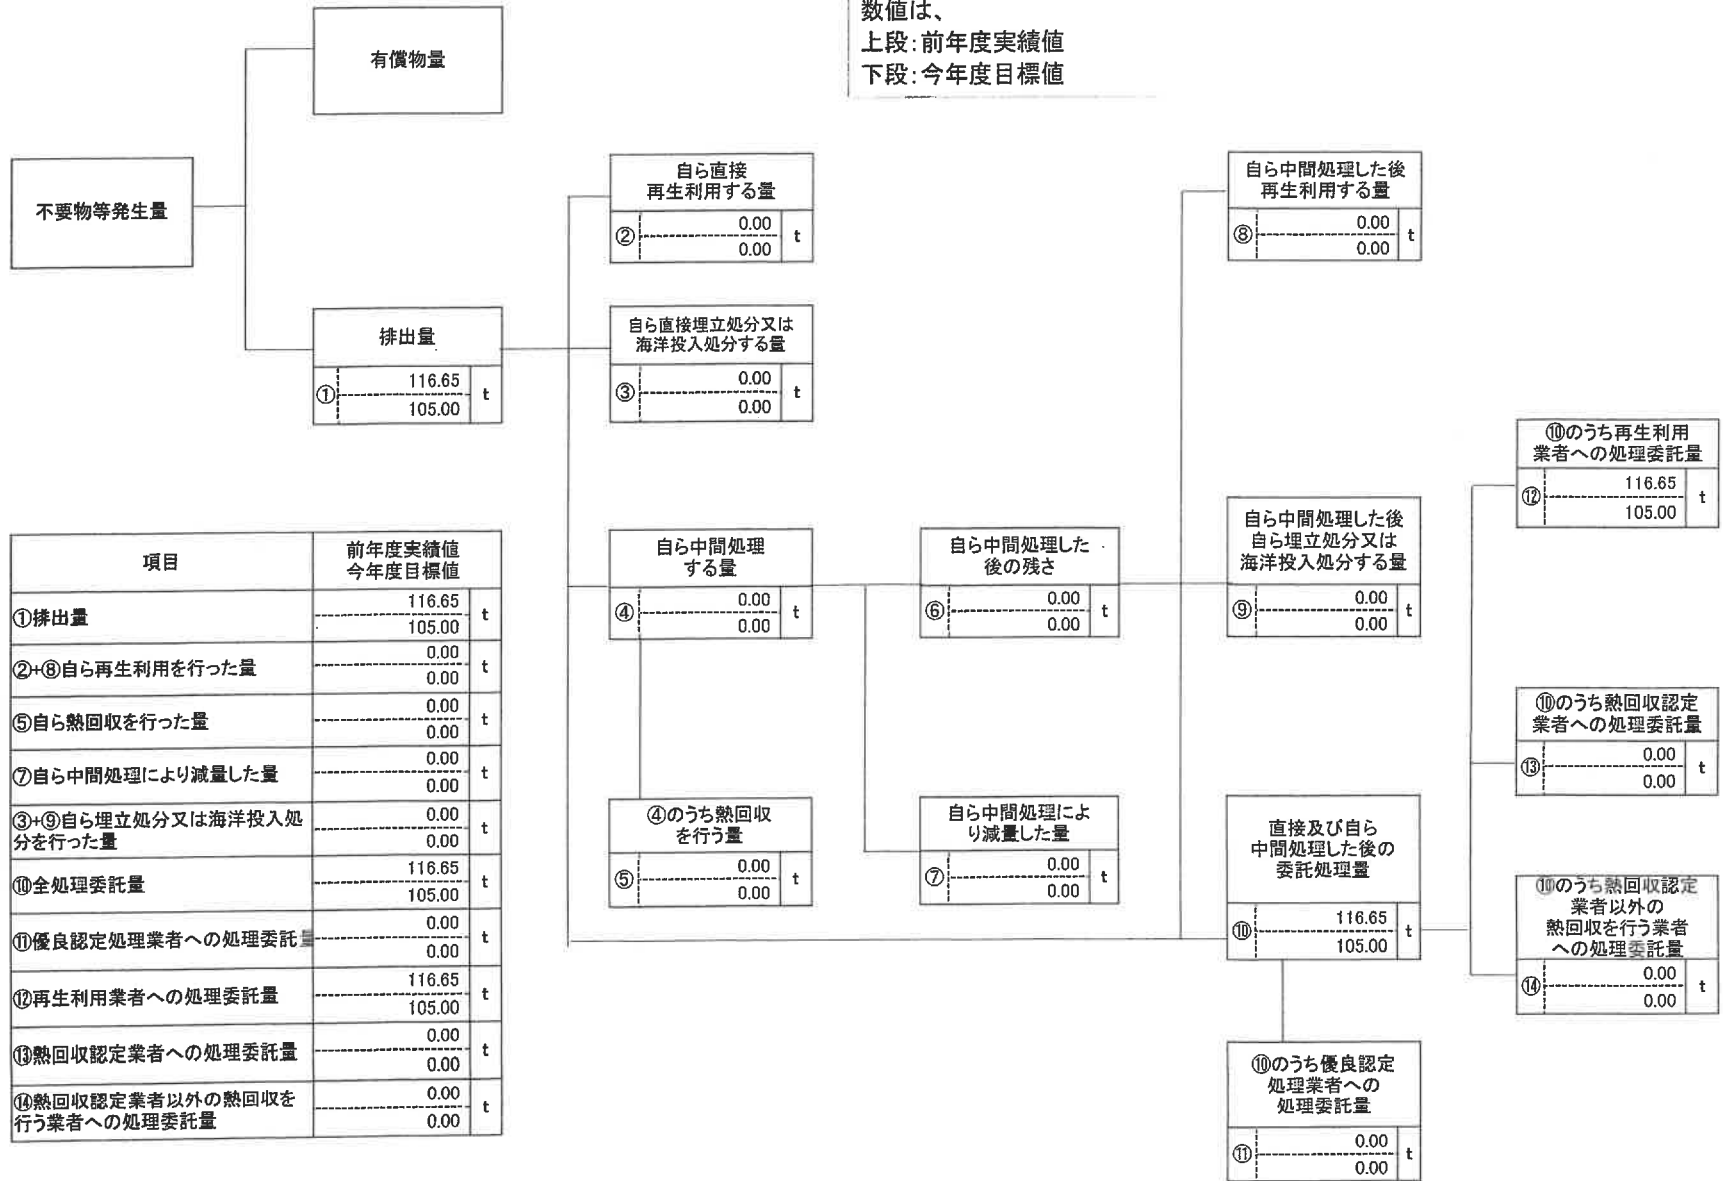 数値は、
上段:前年度実績値
下段:今年度目標値
有償物量
不要物等発生量
排出量
①
116.65
105.00
t
自ら直接
再生利用する量
②
0.00
0.00
t
自ら直接埋立処分又は
海洋投入処分する量
③
0.00
0.00
t
自ら中間処理
する量
④
0.00
0.00
t
④のうち熱回収
を行う量
⑤
0.00
0.00
t
自ら中間処理した
後の残さ
⑥
0.00
0.00
t
自ら中間処理によ
り減量した量
⑦
0.00
0.00
t
自ら中間処理した後
再生利用する量
⑧
0.00
0.00
t
自ら中間処理した後
自ら埋立処分又は
海洋投入処分する量
⑨
0.00
0.00
t
直接及び自ら
中間処理した後の
委託処理量
⑩
116.65
105.00
t
⑩のうち優良認定
処理業者への
処理委託量
⑪
0.00
0.00
t
⑩のうち再生利用
業者への処理委託量
⑫
116.65
105.00
t
⑩のうち熱回収認定
業者への処理委託量
⑬
0.00
0.00
t
⑩のうち熱回収認定
業者以外の
熱回収を行う業者
への処理委託量
⑭
0.00
0.00
t
項目
前年度実績値
今年度目標値
①排出量
116.65
105.00
t
②+⑧自ら再生利用を行った量
0.00
0.00
t
⑤自ら熱回収を行った量
0.00
0.00
t
⑦自ら中間処理により減量した量
0.00
0.00
t
③+⑨自ら埋立処分又は海洋投入処
分を行った量
0.00
0.00
t
⑩全処理委託量
116.65
105.00
t
⑪優良認定処理業者への処理委託量
0.00
0.00
t
⑫再生利用業者への処理委託量
116.65
105.00
t
⑬熱回収認定業者への処理委託量
0.00
0.00
t
⑭熱回収認定業者以外の熱回収を
行う業者への処理委託量
0.00
0.00
t